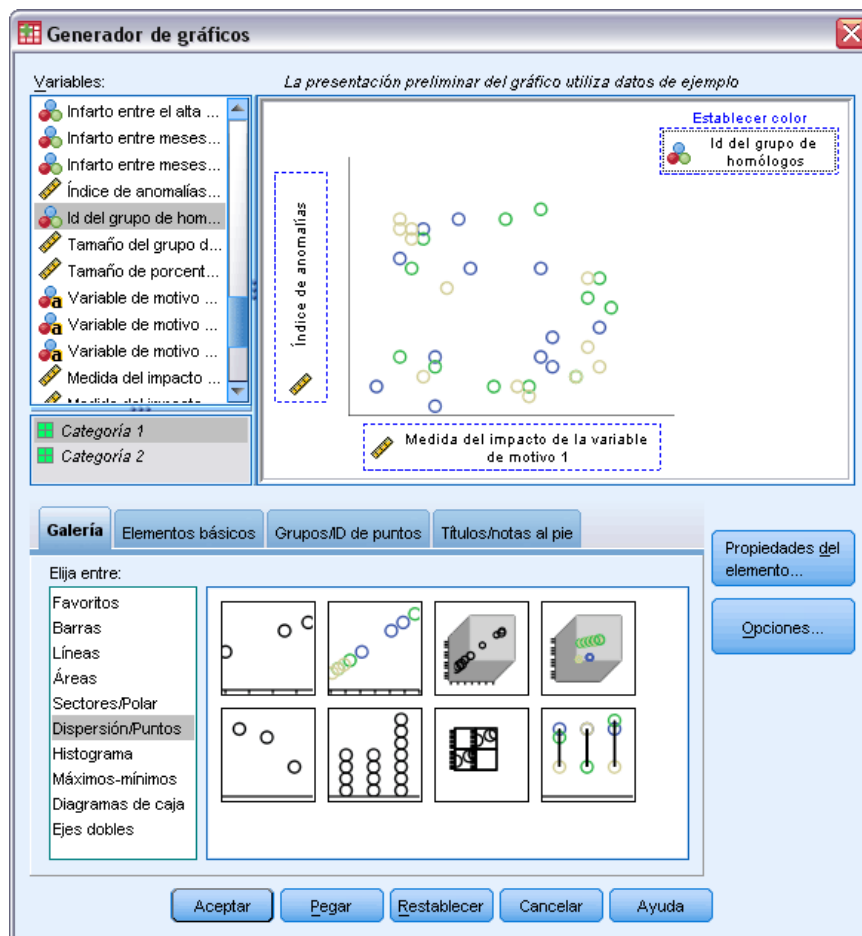 Generador de gráficos
Variables:
La presentación preliminar del gráfico utiliza datos de ejemplo
Infarto entre el alta ...
Infarto entre meses...
Infarto entre meses...
Índice de anomalías...
Id del grupo de hom...
Tamaño del grupo d...
Tamaño de porcent...
Variable de motivo ...
Variable de motivo ...
Variable de motivo ...
Medida del impacto ...
Medida del impacto
Categoría 1
Categoría 2
Establecer color
Id del grupo de
homólogos
Índice de anomalías
Medida del impacto de la variable
de motivo 1
Galería
Elementos básicos
Grupos/ID de puntos
Títulos/notas al pie
Elija entre:
Favoritos
Barras
Líneas
Áreas
Sectores/Polar
Dispersión/Puntos
Histograma
Máximos-mínimos
Diagramas de caja
Ejes dobles
Propiedades del
elemento...
Opciones...
Aceptar
Pegar
Restablecer
Cancelar
Ayuda